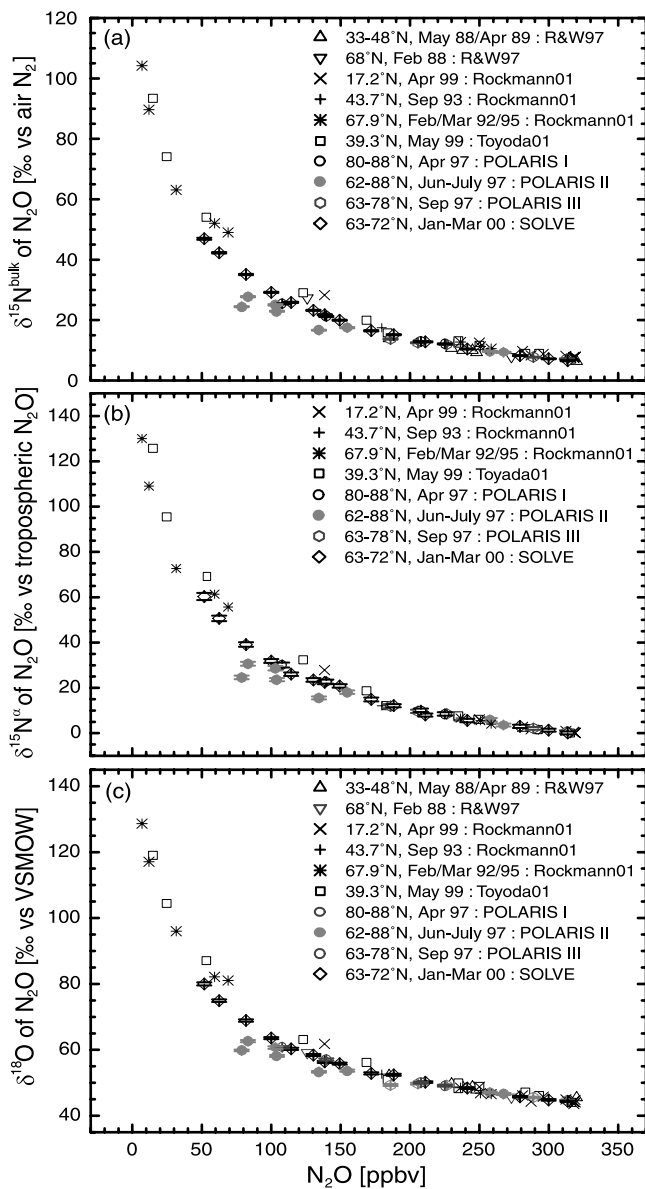 (a)
33-48°N, May 88/Apr 89 : R&W97
68°N, Feb 88 : R&W97
17.2°N, Apr 99 : Rockmann01
43.7°N, Sep 93 : Rockmann01
67.9°N, Feb/Mar 92/95 : Rockmann01
39.3°N, May 99 : Toyoda01
80-88°N, Apr 97 : POLARIS I
62-88°N, Jun-July 97 : POLARIS II
63-78°N, Sep 97 : POLARIS III
63-72°N, Jan-Mar 00 : SOLVE
120
100
80
60
40
20
0
δ¹⁵Nᵇᵘˡᵏ of N₂O [‰ vs air N₂]
(b)
17.2°N, Apr 99 : Rockmann01
43.7°N, Sep 93 : Rockmann01
67.9°N, Feb/Mar 92/95 : Rockmann01
39.3°N, May 99 : Toyada01
80-88°N, Apr 97 : POLARIS I
62-88°N, Jun-July 97 : POLARIS II
63-78°N, Sep 97 : POLARIS III
63-72°N, Jan-Mar 00 : SOLVE
140
120
100
80
60
40
20
0
δ¹⁵Nᵅ of N₂O [‰ vs tropospheric N₂O]
(c)
33-48°N, May 88/Apr 89 : R&W97
68°N, Feb 88 : R&W97
17.2°N, Apr 99 : Rockmann01
43.7°N, Sep 93 : Rockmann01
67.9°N, Feb/Mar 92/95 : Rockmann01
39.3°N, May 99 : Toyoda01
80-88°N, Apr 97 : POLARIS I
62-88°N, Jun-July 97 : POLARIS II
63-78°N, Sep 97 : POLARIS III
63-72°N, Jan-Mar 00 : SOLVE
140
120
100
80
60
40
δ¹⁸O of N₂O [‰ vs VSMOW]
0 50 100 150 200 250 300 350
N₂O [ppbv]